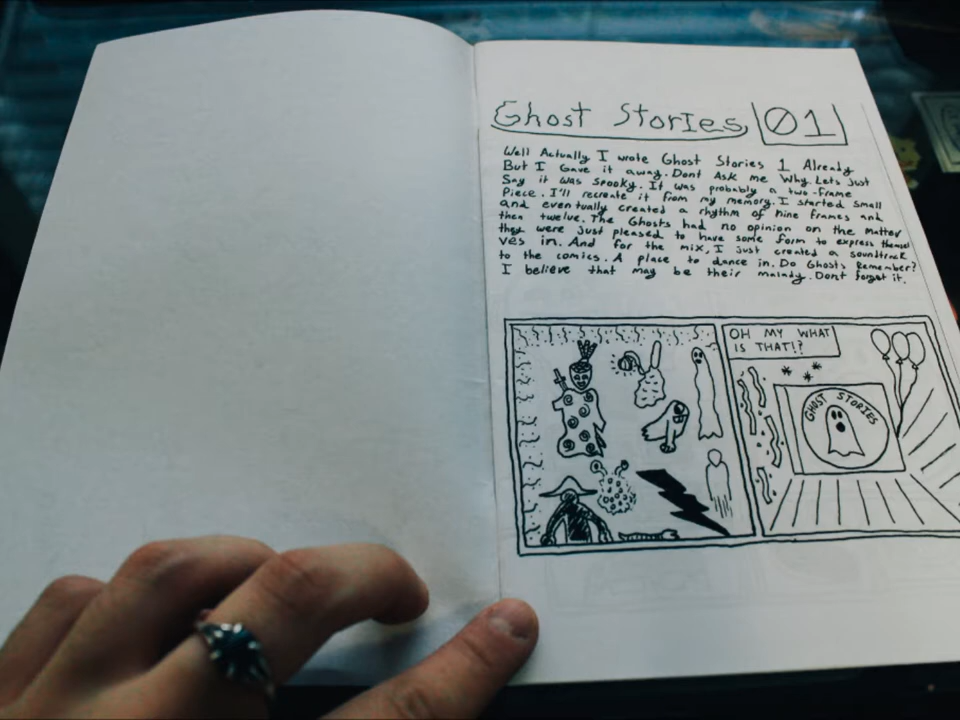 Ghost Stories 01
Well Actually I wrote Ghost Stories 1 Already
But I Gave it away. Dont Ask me Why. Lets just
Say it was spooky. It was probably a two-frame
Piece. I'll recreate it from my memory. I started small
and eventually created a rhythm of nine frames and
then twelve. The Ghosts had no opinion on the matter
they were just pleased to have some form to express themsel
ves in. And for the mix, I just created a soundtrack
to the comics. A place to dance in. Do Ghosts Remember?
I believe that may be their malady. Dont forget it.
OH MY WHAT
IS THAT!?
GHOST STORIES